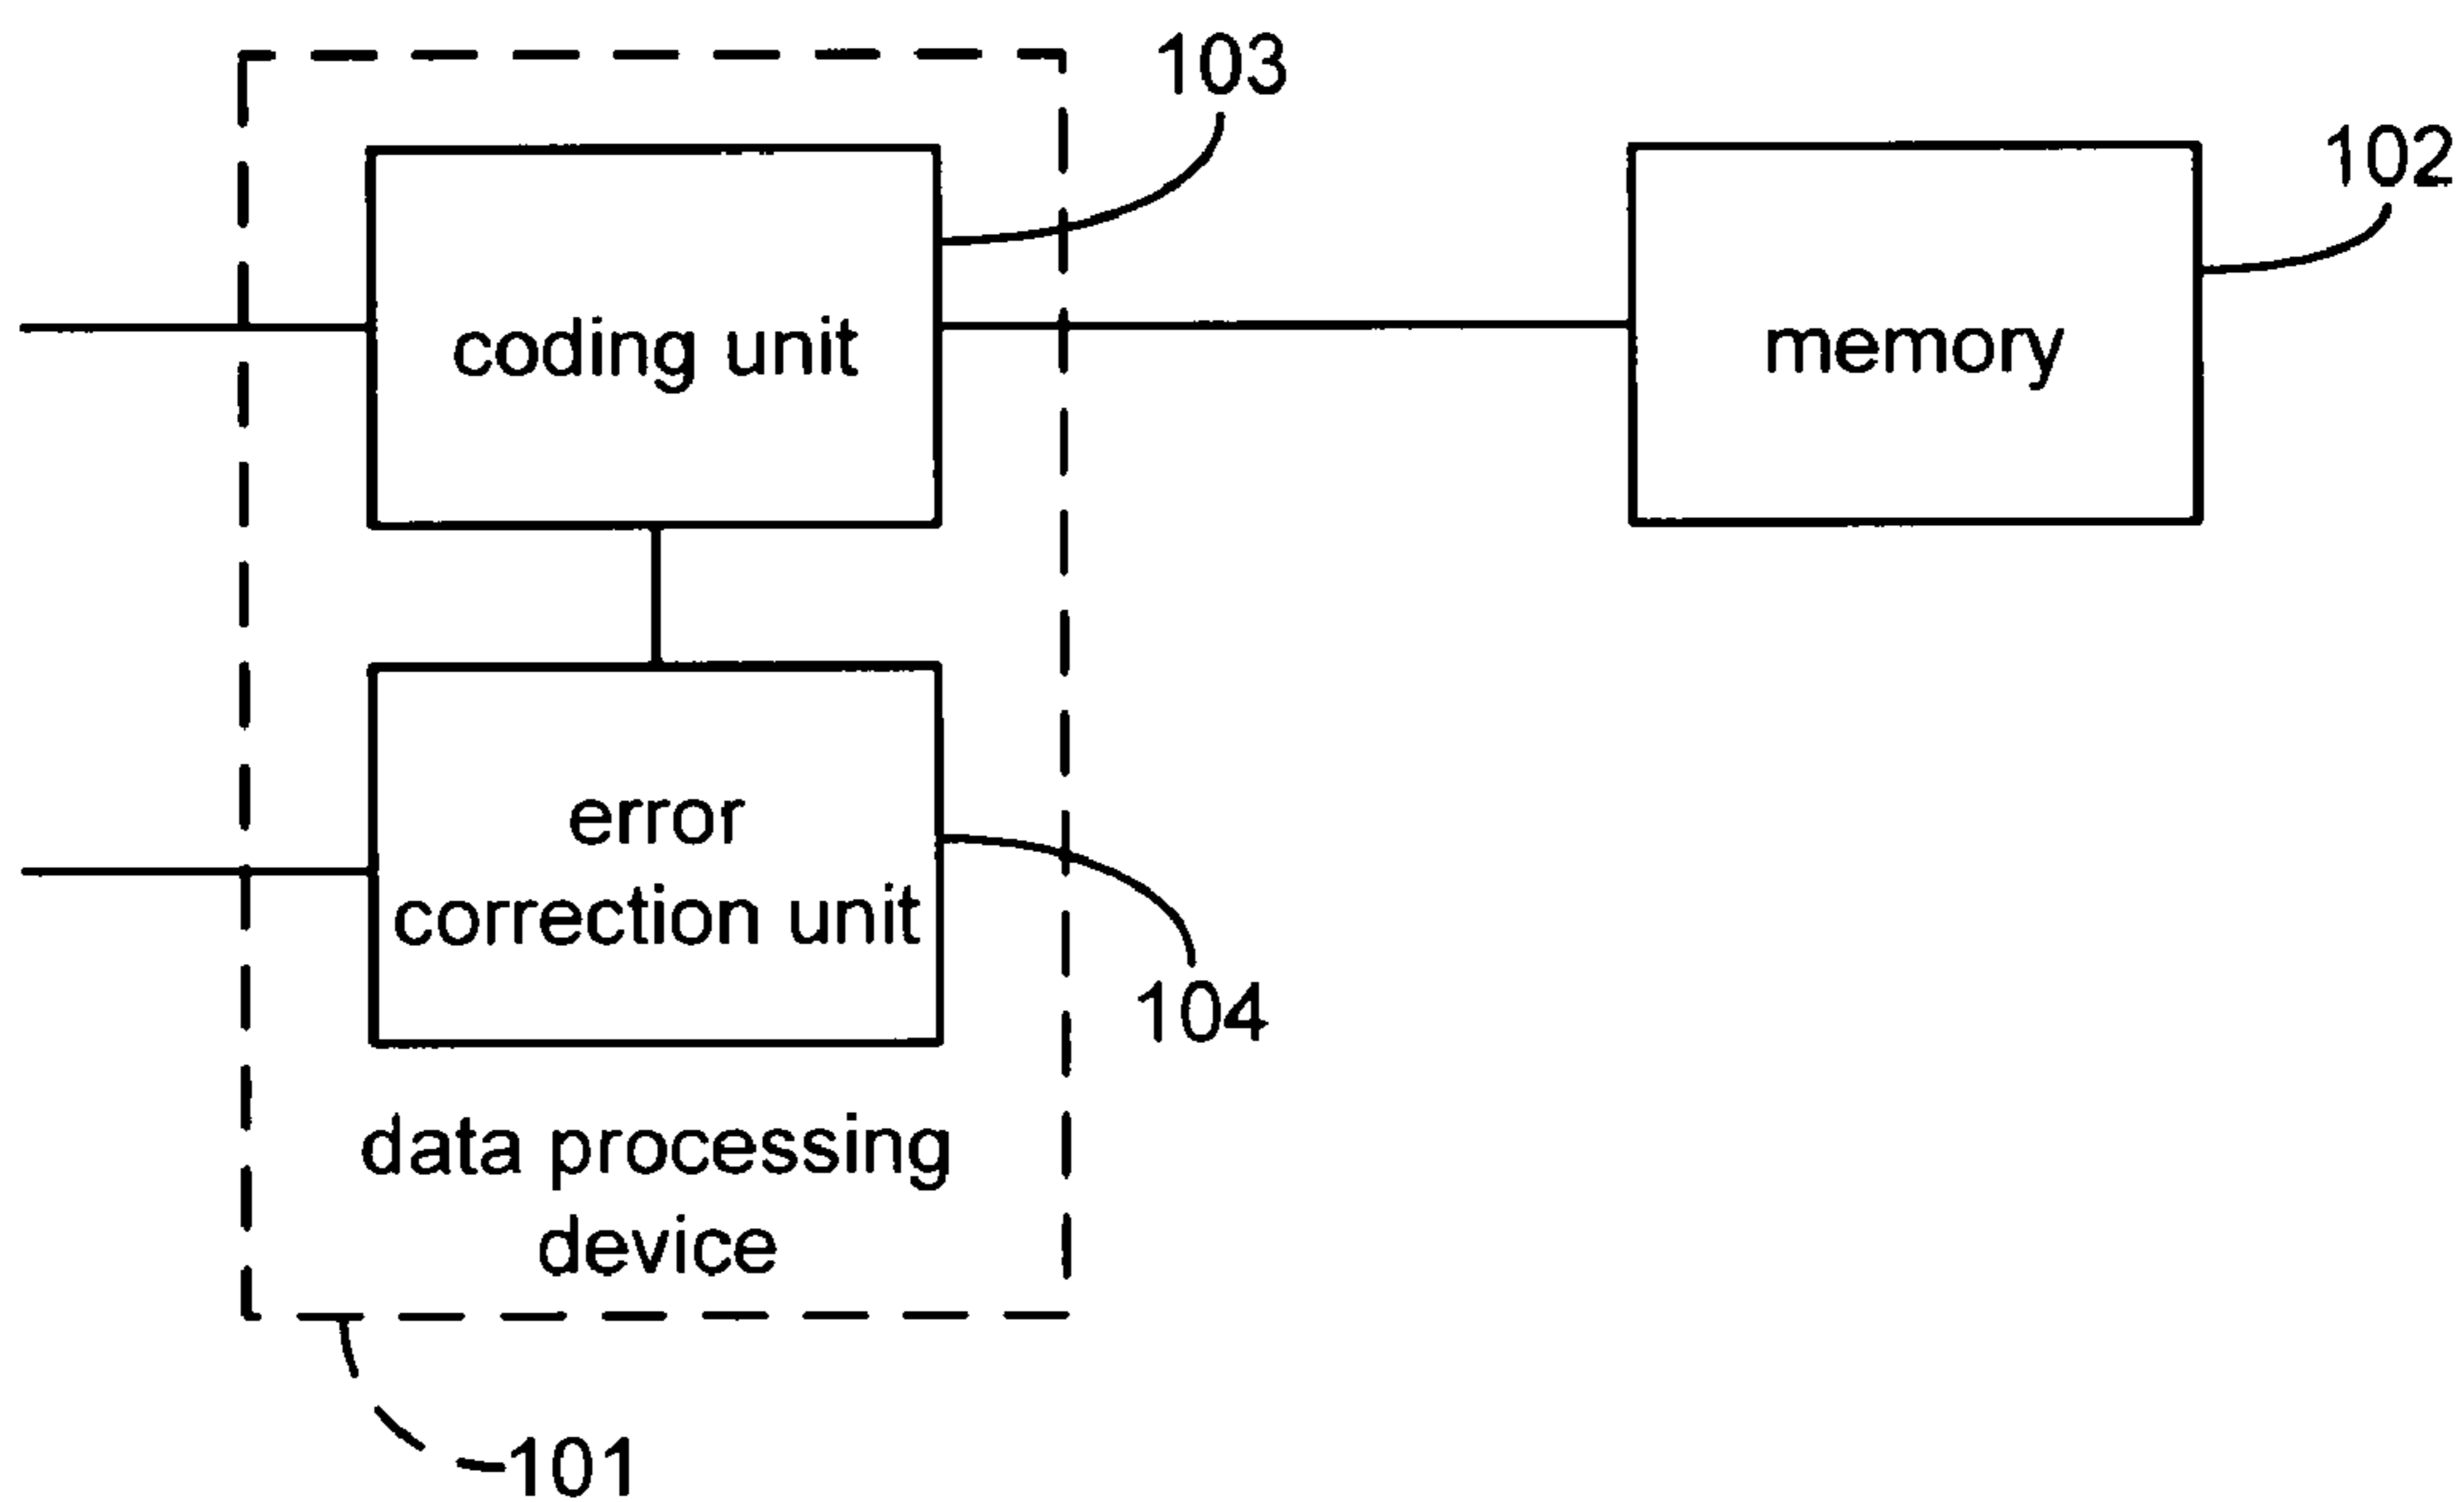 103
102
coding unit
memory
error
correction unit
104
data processing
device
101